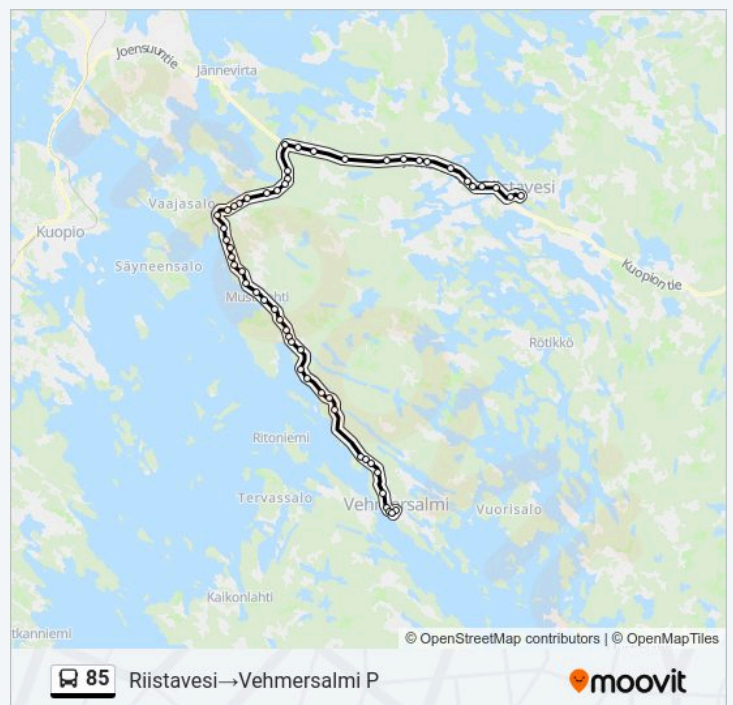 Joensuuntie
Jännevirta
Riistavesi
Vaajasalo
Kuopio
Säyneensalo
Kuopiontie
Mustinlahti
Rötikkö
Ritoniemi
Tervassalo
Vehmersalmi
Vuorisalo
Kaikonlahti
tkanniemi
© OpenStreetMap contributors | © OpenMapTiles
85 Riistavesi→Vehmersalmi P
moovit